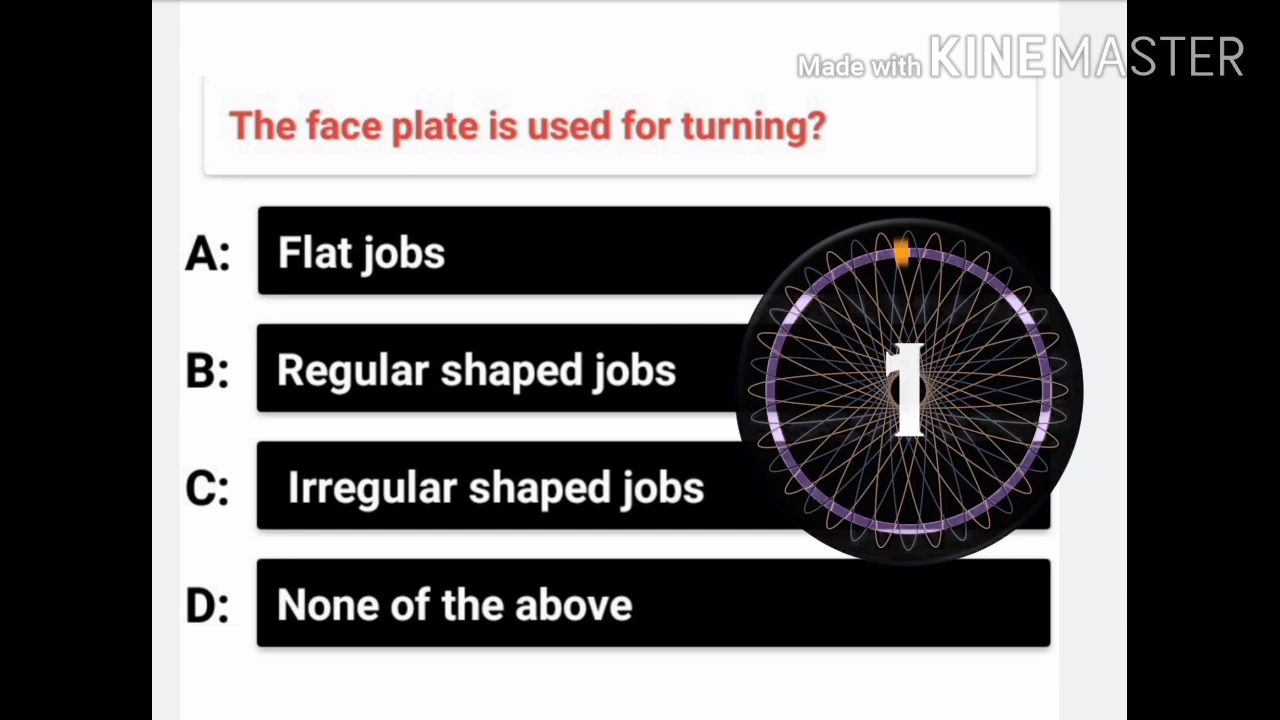 Made with KINEMASTER
The face plate is used for turning?
A: Flat jobs
B: Regular shaped jobs
1
C: Irregular shaped jobs
D: None of the above